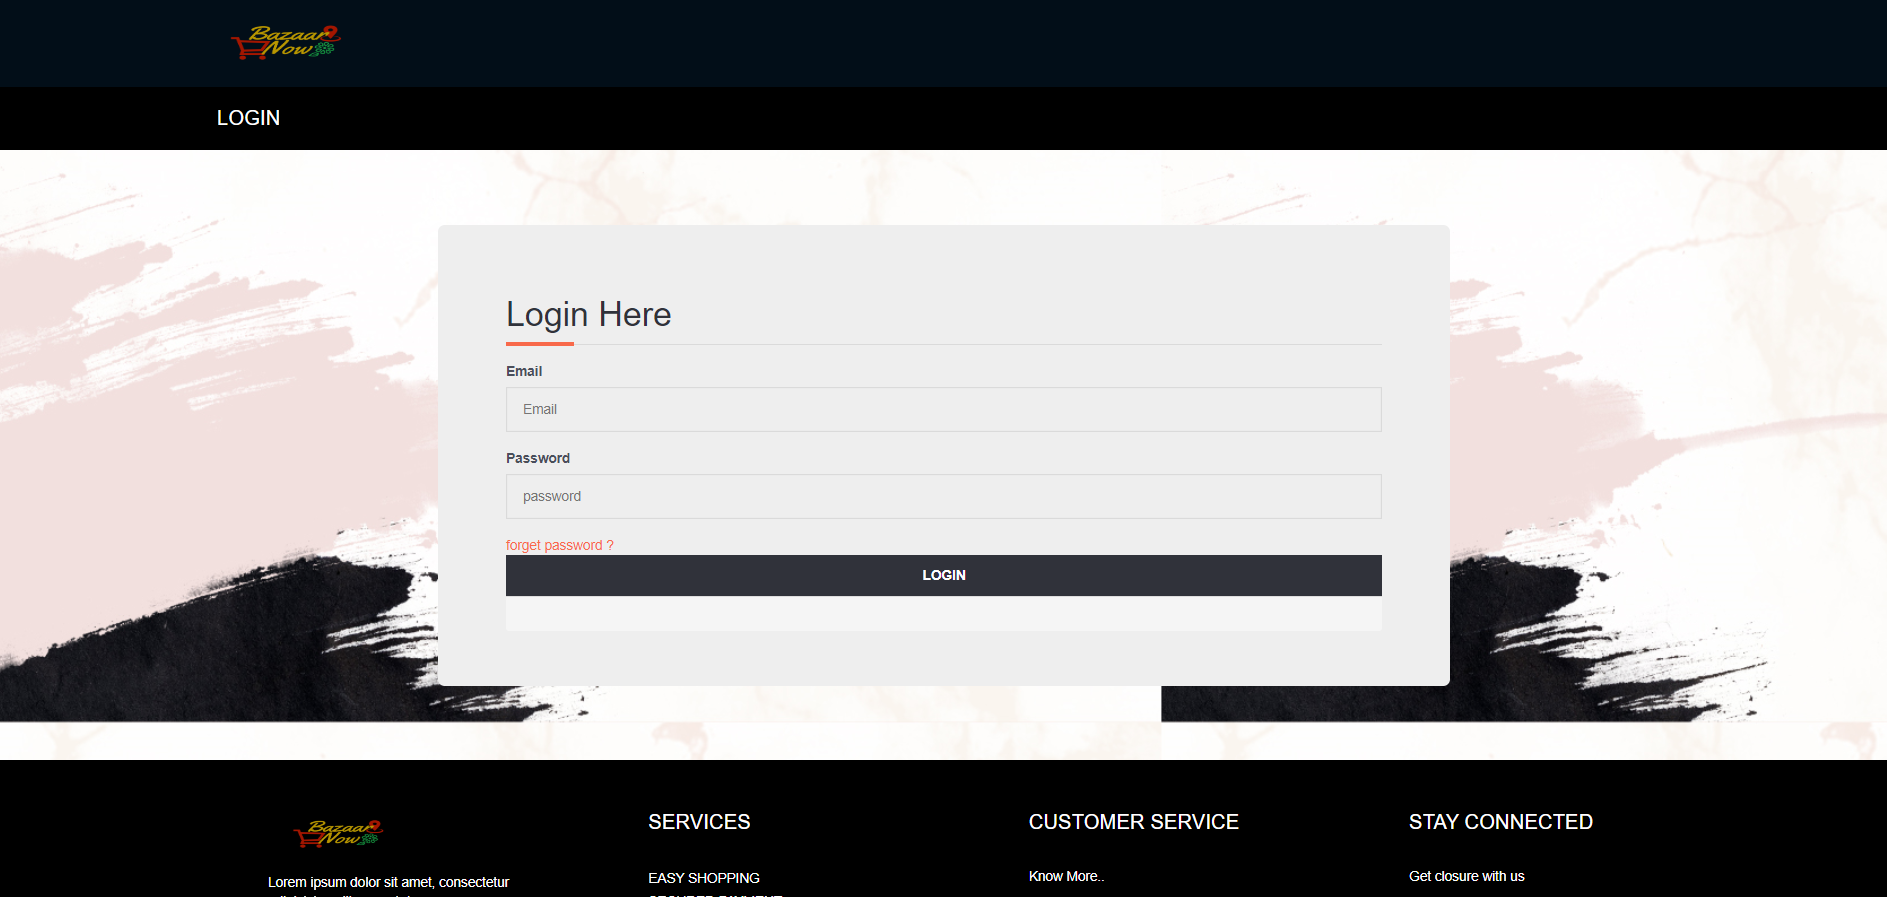 Bazaar
Now
LOGIN
Login Here
Email
Email
Password
password
forget password ?
LOGIN
Bazaar
Now
SERVICES
CUSTOMER SERVICE
STAY CONNECTED
Lorem ipsum dolor sit amet, consectetur
EASY SHOPPING
Know More..
Get closure with us